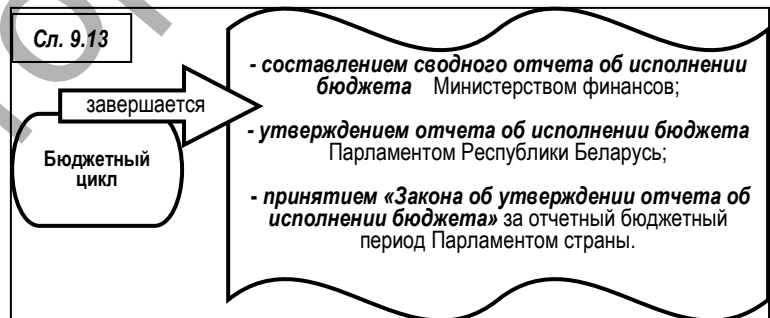 Сл. 9.13
завершается
Бюджетный
цикл
- составлением сводного отчета об исполнении
бюджета Министерством финансов;
- утверждением отчета об исполнении бюджета
Парламентом Республики Беларусь;
- принятием «Закона об утверждении отчета об
исполнении бюджета» за отчетный бюджетный
период Парламентом страны.